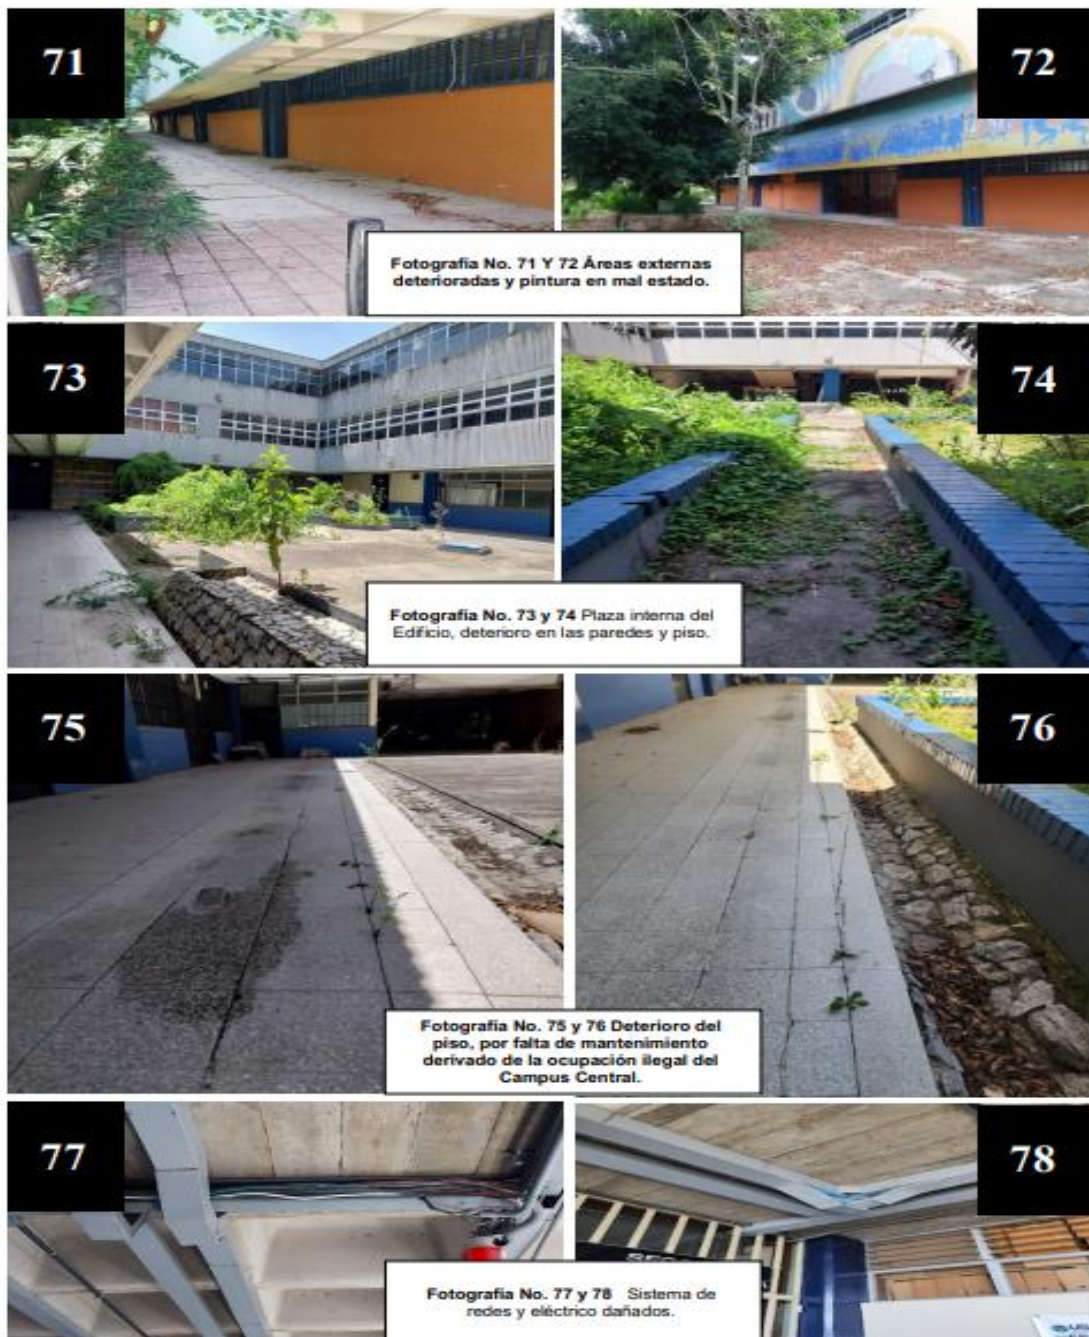 71
72
Fotografía No. 71 Y 72 Áreas externas
deterioradas y pintura en mal estado.
73
74
Fotografía No. 73 y 74 Plaza interna del
Edificio, deterioro en las paredes y piso.
75
76
Fotografía No. 75 y 76 Deterioro del
piso, por falta de mantenimiento
derivado de la ocupación ilegal del
Campus Central.
77
78
Fotografía No. 77 y 78 Sistema de
redes y eléctrico dañados.